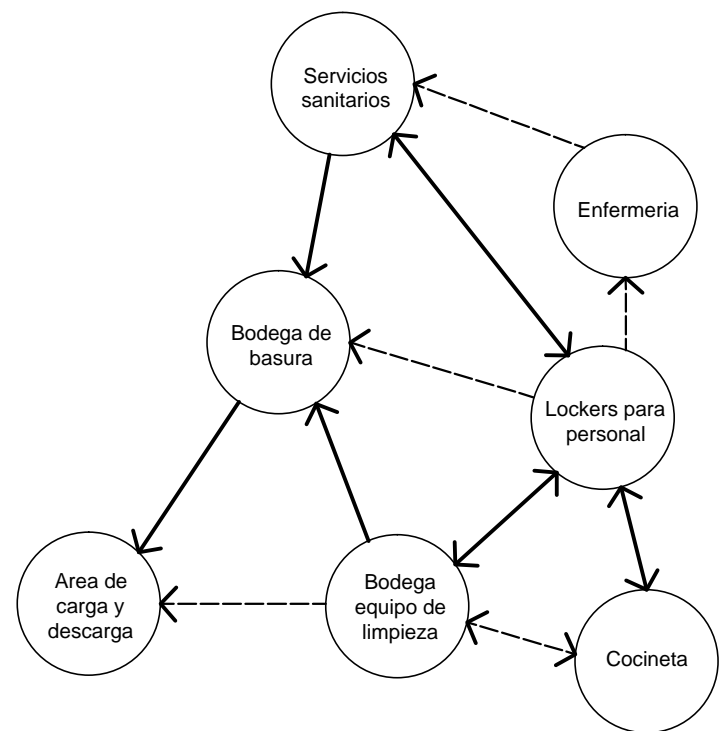 Servicios
sanitarios
Enfermeria
Bodega de
basura
Lockers para
personal
Area de
carga y
descarga
Bodega
equipo de
limpieza
Cocineta